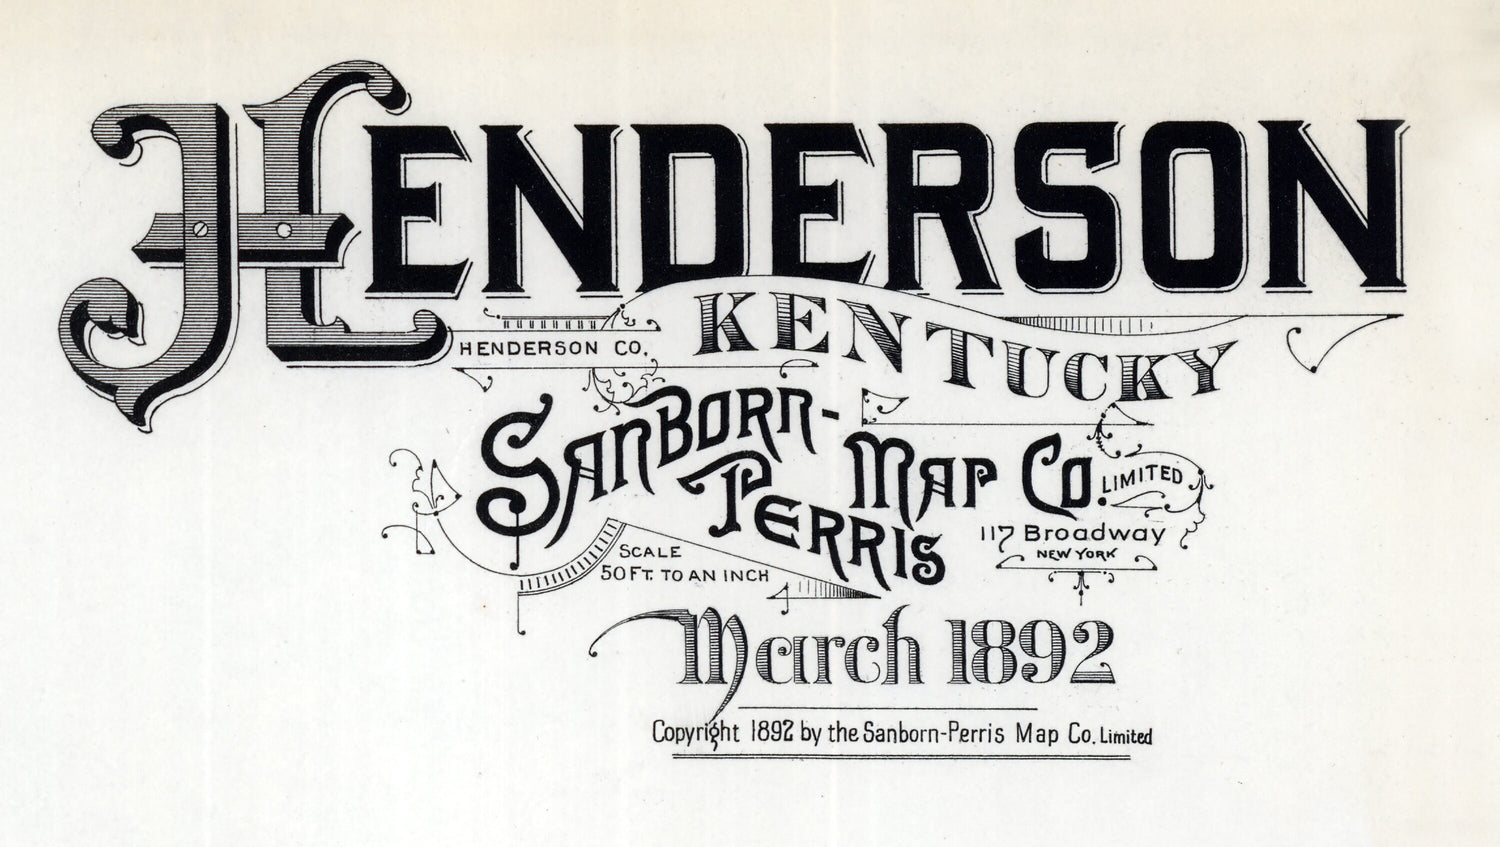 HENDERSON
HENDERSON CO.
KENTUCKY
SANBORN-
PERRIS
MAP CO. LIMITED
117 Broadway
NEW YORK
SCALE
50 FT. TO AN INCH
March 1892
Copyright 1892 by the Sanborn-Perris Map Co. Limited